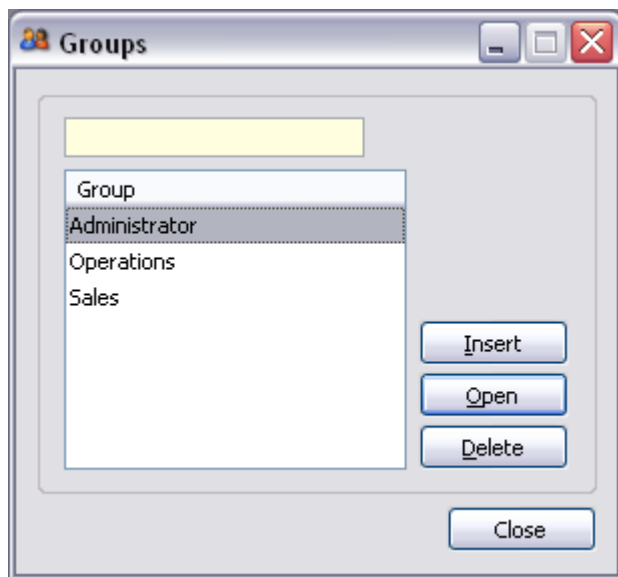 Groups
Group
Administrator
Operations
Sales
Insert
Open
Delete
Close